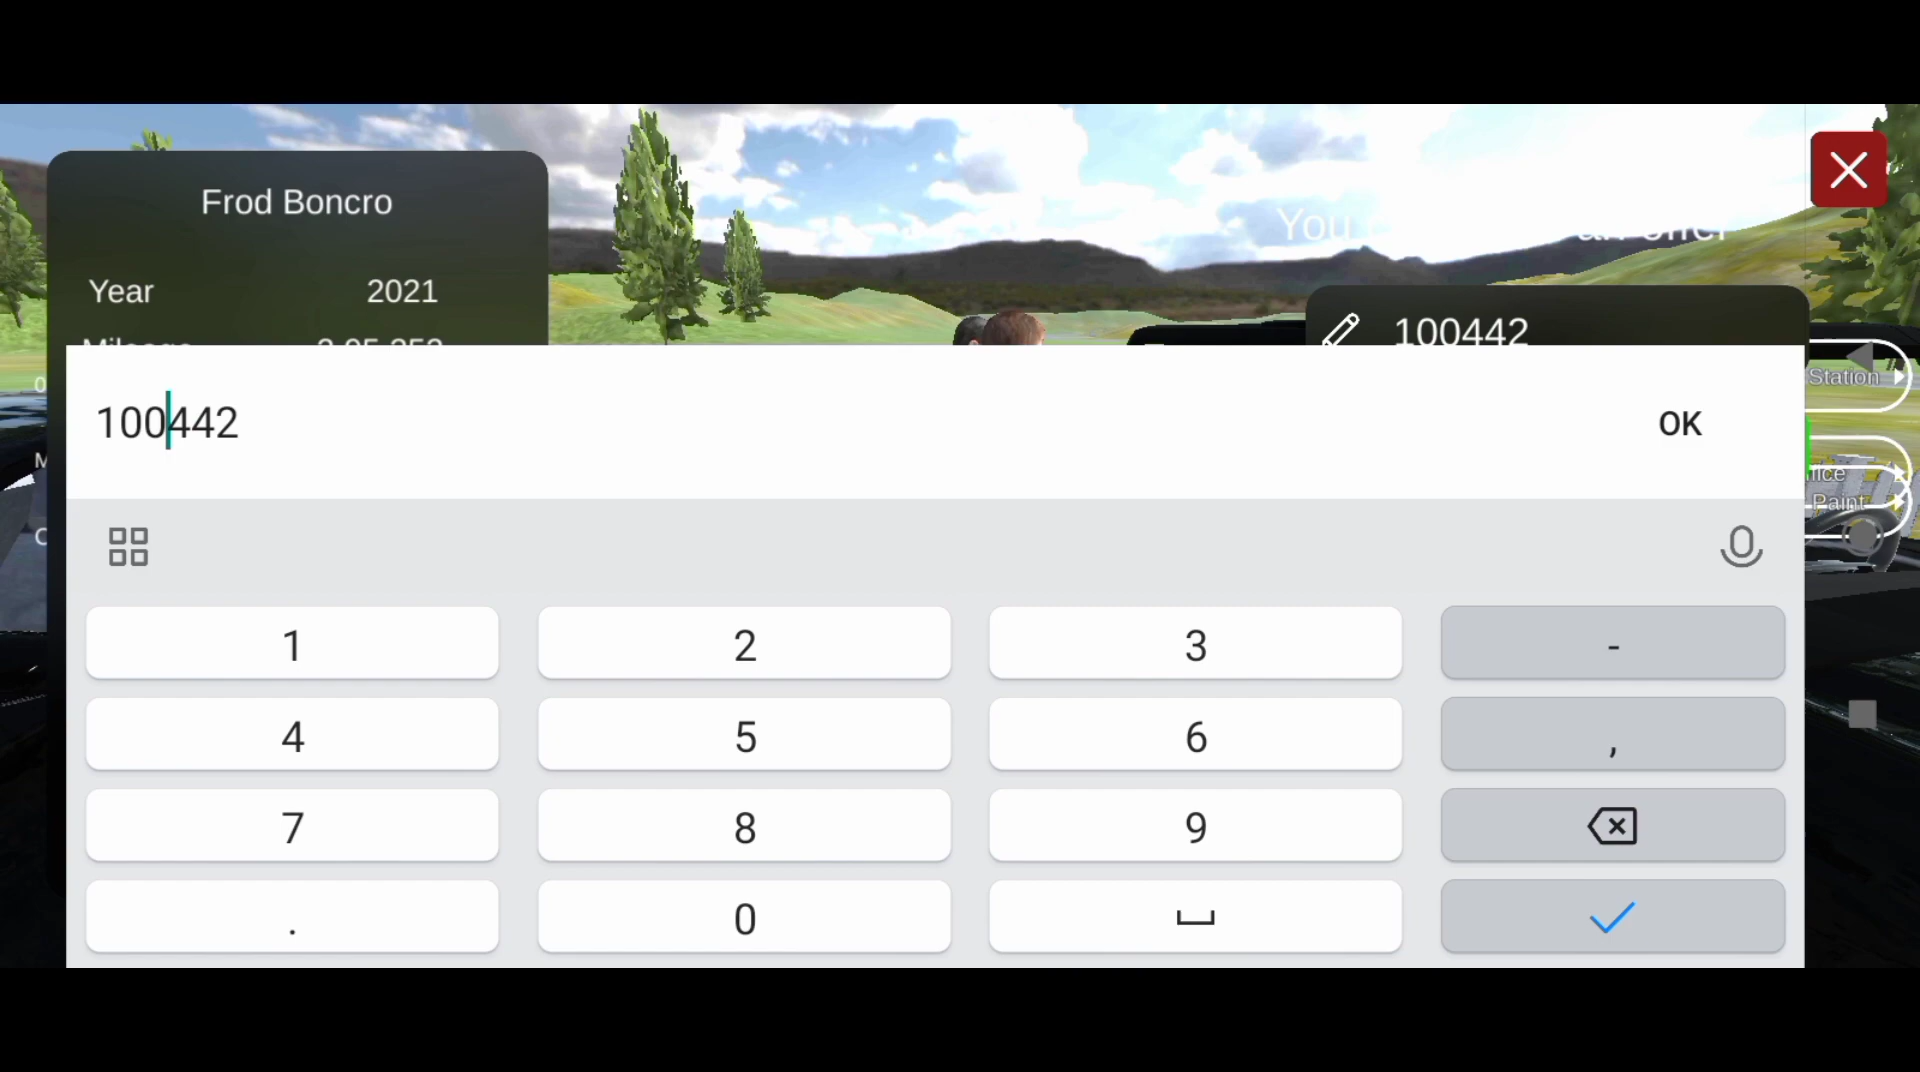 Frod Boncro
You
Year 2021
100442
100442
OK
Station
Paint
1 2 3 -
4 5 6 ,
7 8 9
. 0